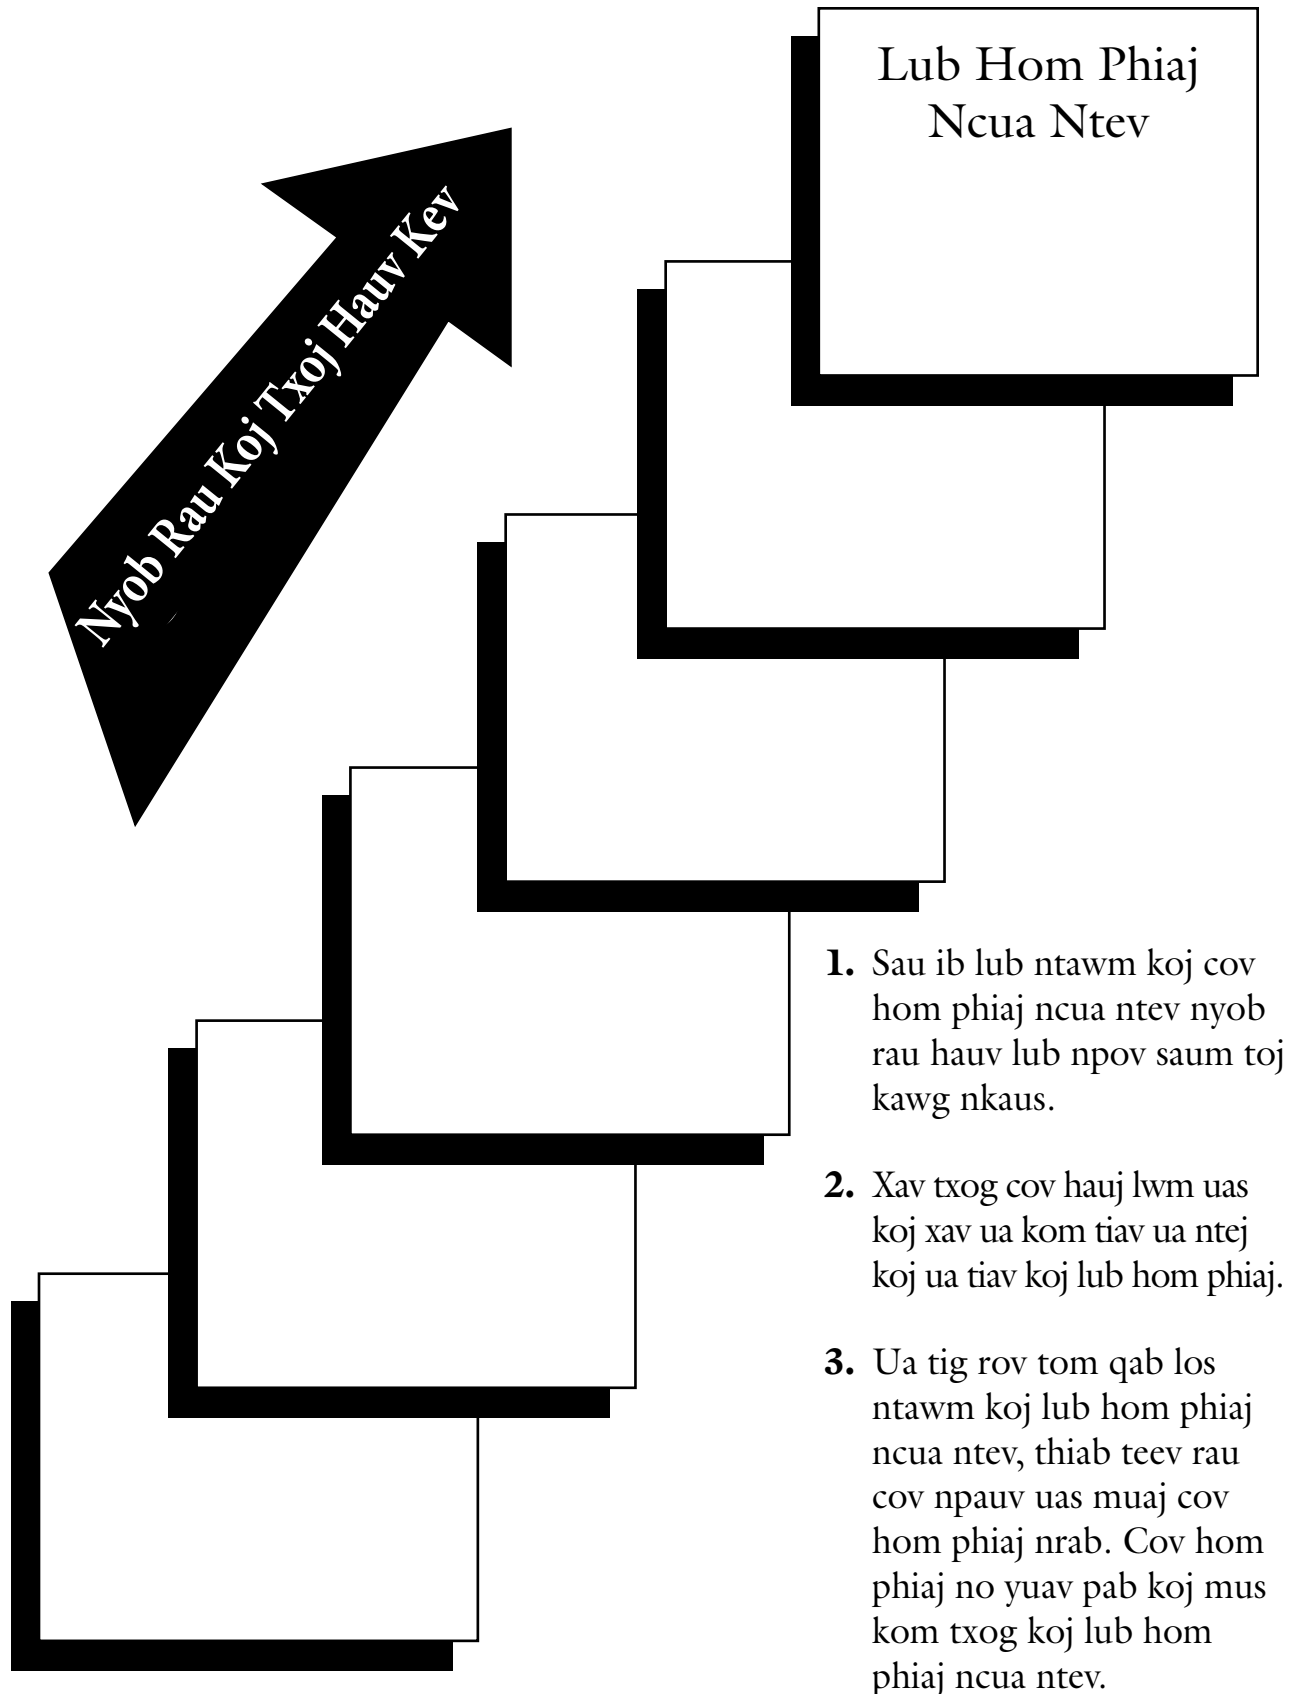 Lub Hom Phiaj
Ncua Ntev
Nyob Rau Koj Txoj Hauv Kev
1. Sau ib lub ntawm koj cov
hom phiaj ncua ntev nyob
rau hauv lub npov saum toj
kawg nkaus.
2. Xav txog cov hauj lwm uas
koj xav ua kom tiav ua ntej
koj ua tiav koj lub hom phiaj.
3. Ua tig rov tom qab los
ntawm koj lub hom phiaj
ncua ntev, thiab teev rau
cov npauv uas muaj cov
hom phiaj nrab. Cov hom
phiaj no yuav pab koj mus
kom txog koj lub hom
phiaj ncua ntev.